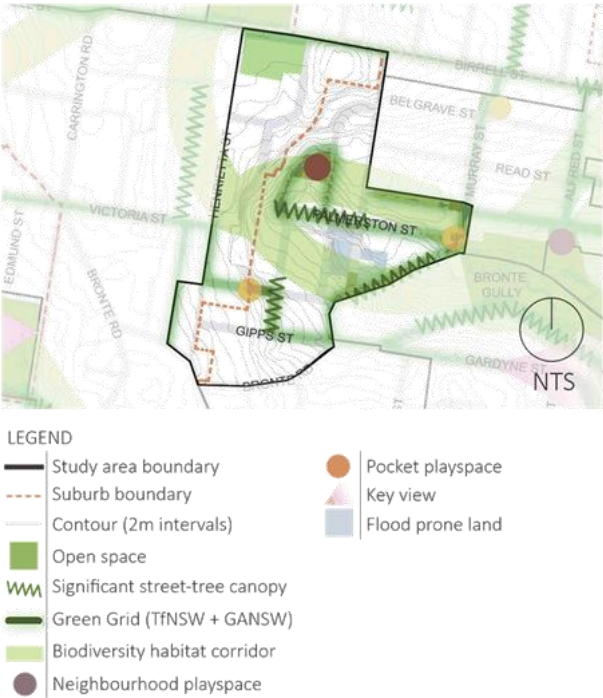 BIRRELL ST
CARRINGTON RD
BELGRAVE ST
MURRAY ST
READ ST
ALFRED ST
HENRIETTA ST
VICTORIA ST
PALMERSTON ST
EDMUND ST
BRONTE RD
BRONTE
GULLY
GIPPS ST
GARDYNE ST
BRONTE RD
NTS
LEGEND
Study area boundary
Suburb boundary
Contour (2m intervals)
Open space
Significant street-tree canopy
Green Grid (TfNSW + GANSW)
Biodiversity habitat corridor
Neighbourhood playspace
Pocket playspace
Key view
Flood prone land